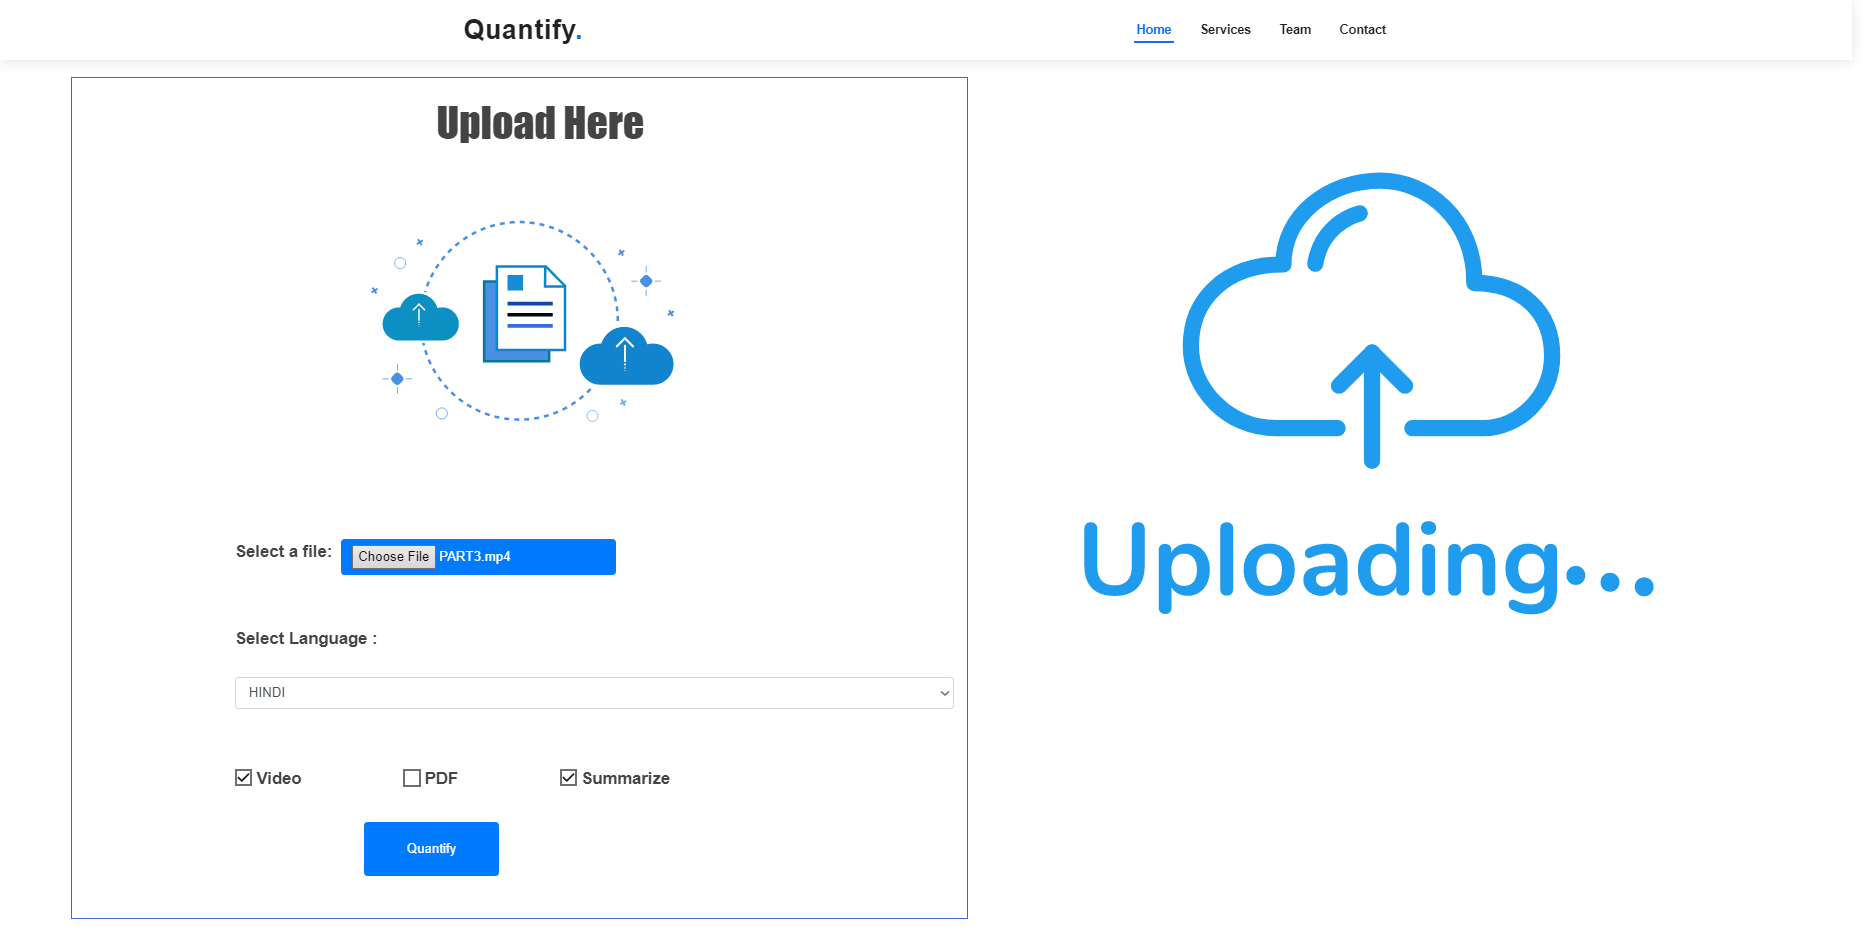 Quantify.
Home Services Team Contact
Upload Here
Select a file: Choose File PART3.mp4
Select Language :
HINDI
Video PDF Summarize
Quantify
Uploading...